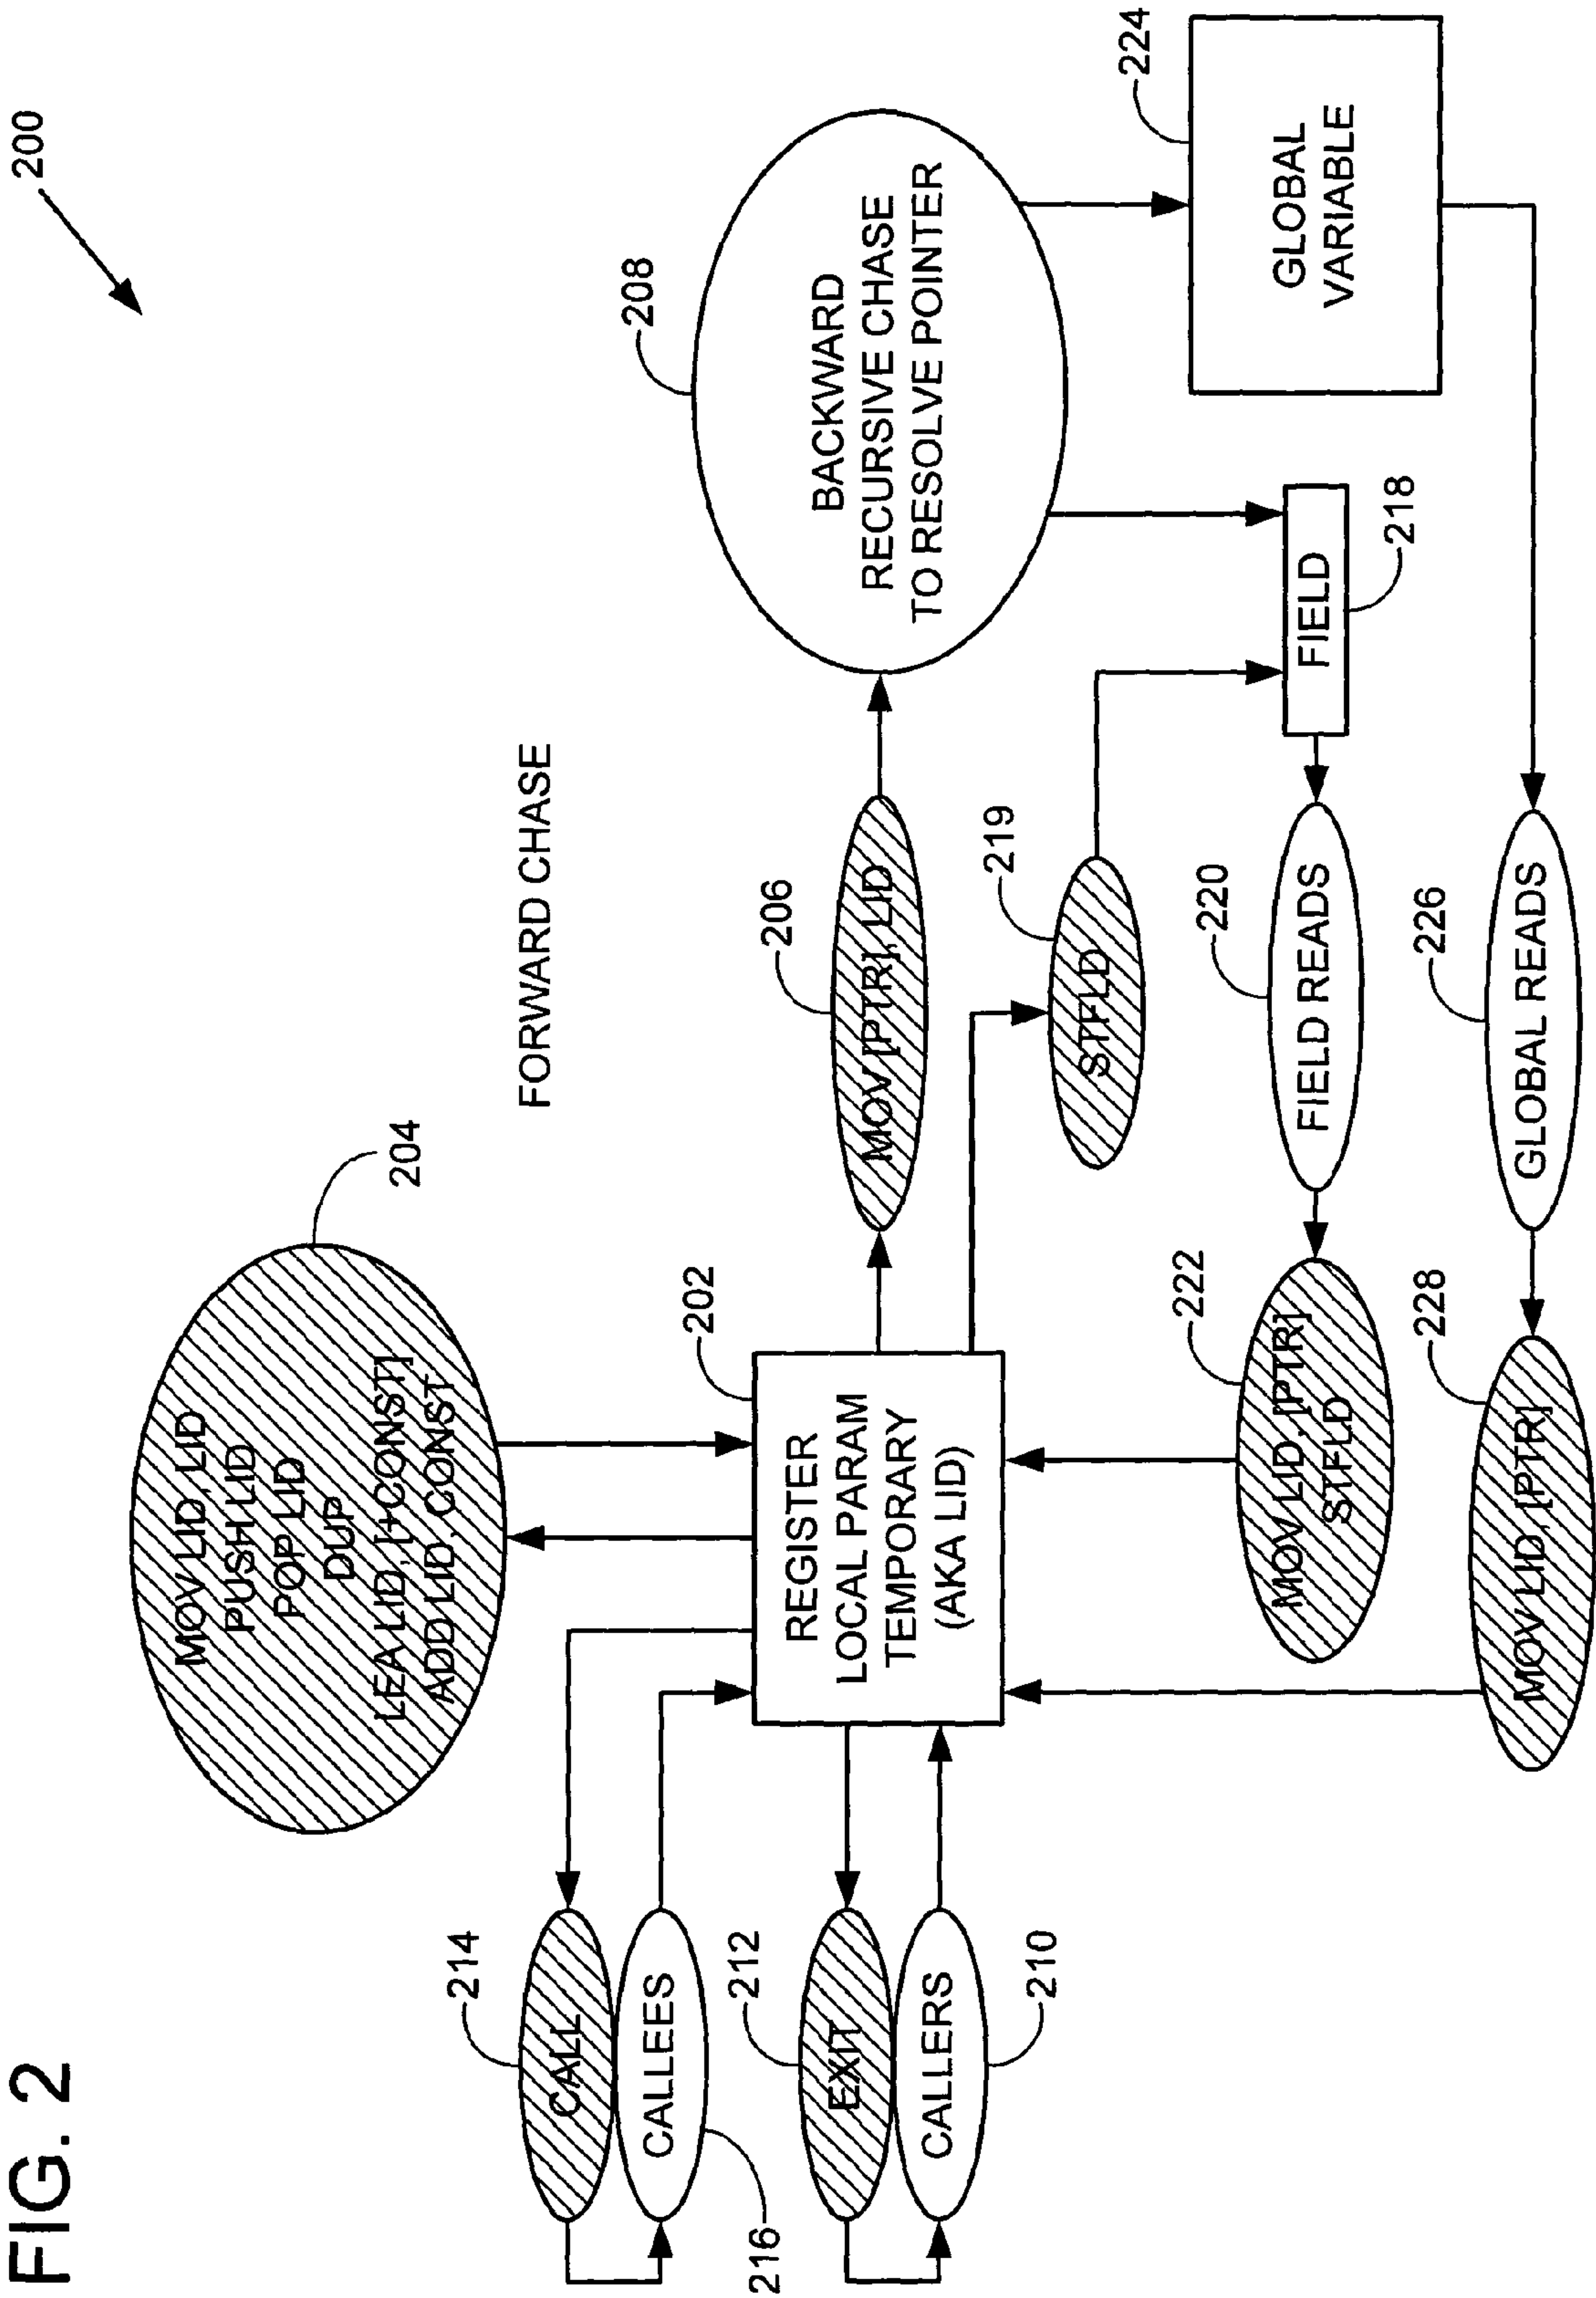 FIG. 2
200
FORWARD CHASE
MOV LID, LID
PUSH LID
POP LID
DUP
LEA LID, [+CONST]
ADD LID, CONST
204
214
CALL
CALLEES
216
212
EXIT
CALLERS
210
202
REGISTER
LOCAL PARAM
TEMPORARY
(AKA LID)
206
MOV [PTR], LID
208
BACKWARD
RECURSIVE CHASE
TO RESOLVE POINTER
219
STFLD
224
GLOBAL
VARIABLE
222
MOV LID, [PTR]
STFLD
220
FIELD READS
FIELD
218
228
MOV LID, [PTR]
226
GLOBAL READS